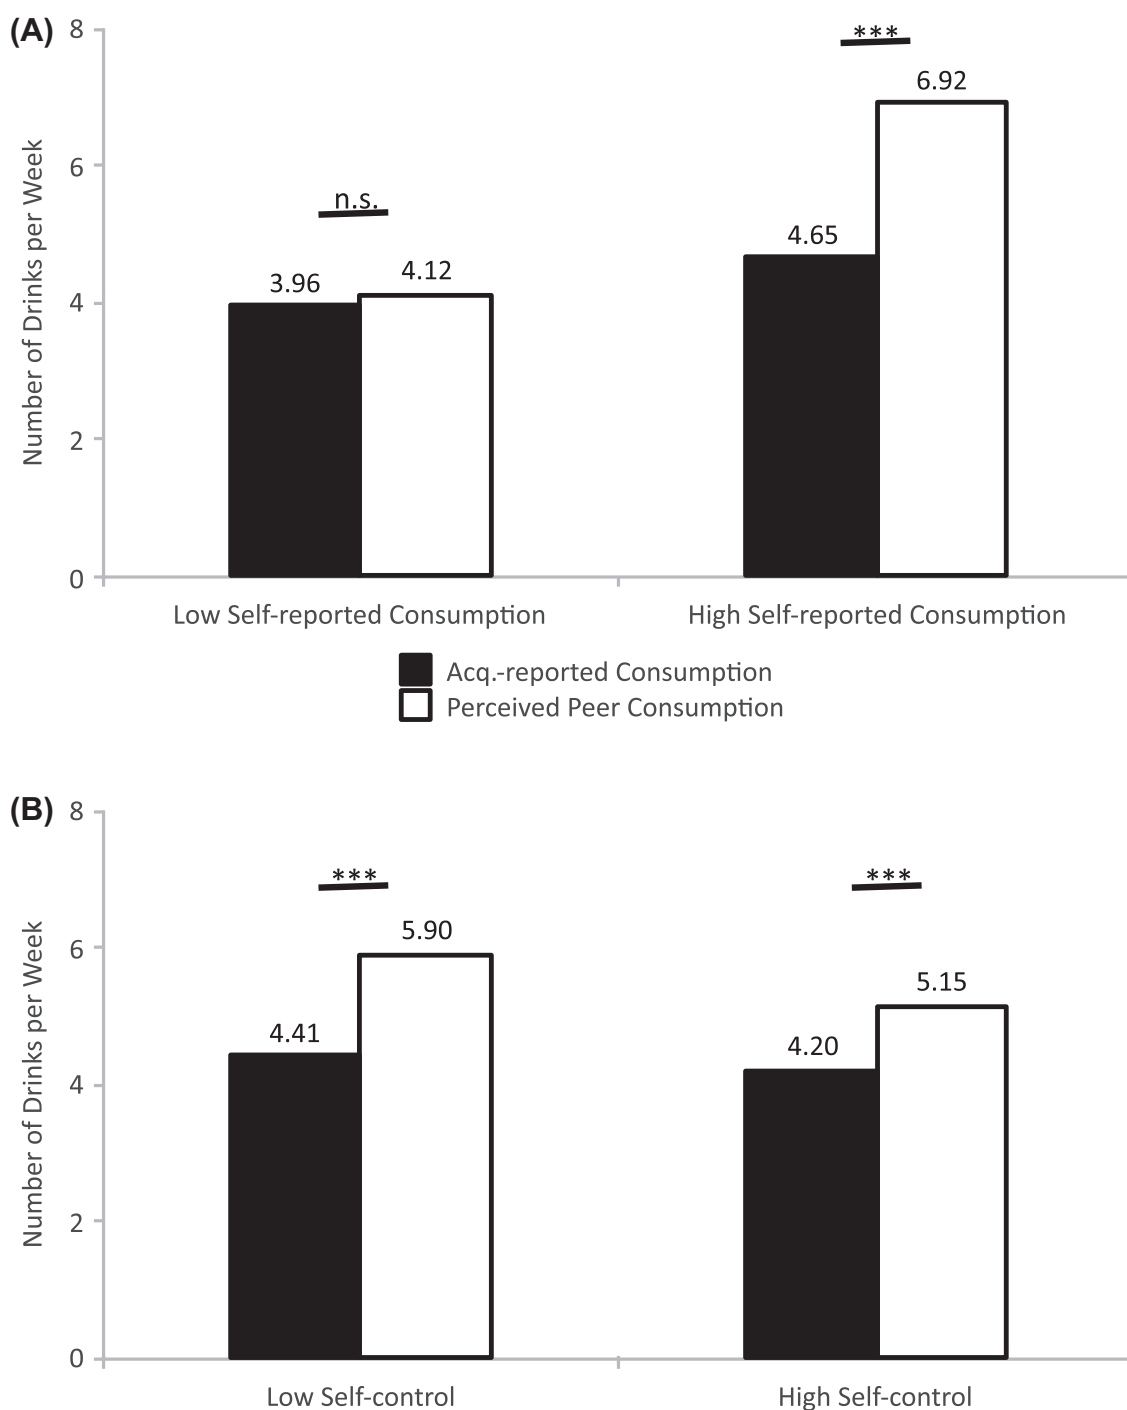 (A)
8
***
6.92
Number of Drinks per Week
6
n.s.
4.65
3.96
4.12
4
2
0
Low Self-reported Consumption
High Self-reported Consumption
Acq.-reported Consumption
Perceived Peer Consumption
(B)
8
***
***
5.90
Number of Drinks per Week
6
5.15
4.41
4.20
4
2
0
Low Self-control
High Self-control